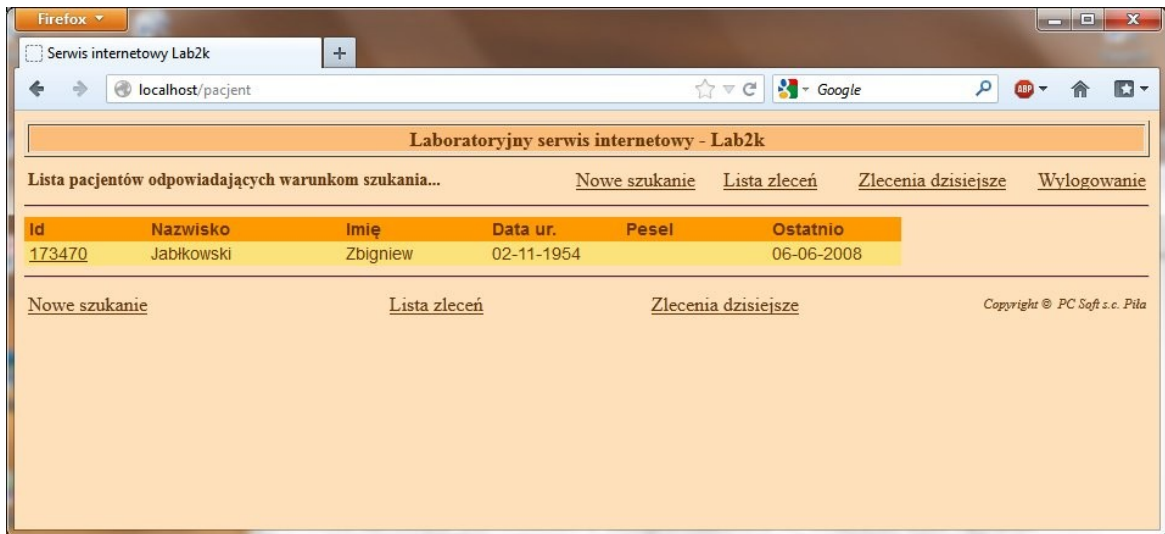 Firefox
Serwis internetowy Lab2k
localhost/pacjent
Google
ABP
Laboratoryjny serwis internetowy - Lab2k
Lista pacjentów odpowiadających warunkom szukania... Nowe szukanie Lista zleceń Zlecenia dzisiejsze Wylogowanie
Id Nazwisko Imię Data ur. Pesel Ostatnio
173470 Jabłkowski Zbigniew 02-11-1954 06-06-2008
Nowe szukanie Lista zleceń Zlecenia dzisiejsze Copyright © PC Soft s.c. Piła